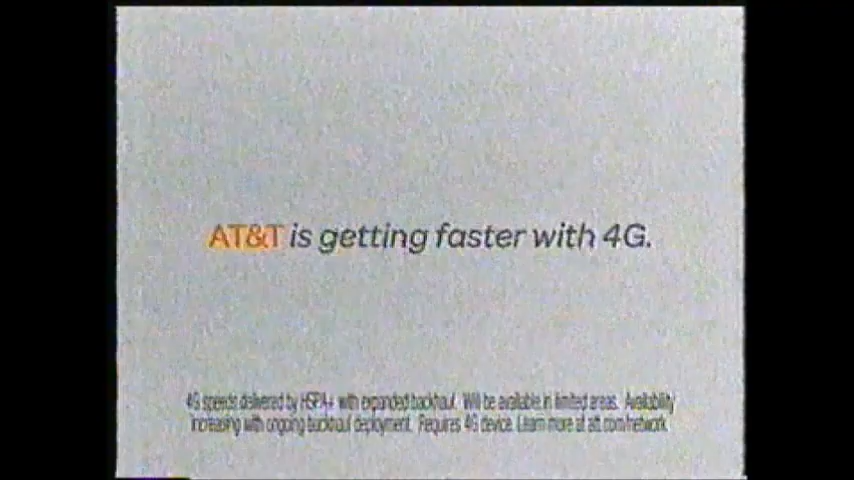 AT&T is getting faster with 4G.
4G speeds delivered by HSPA+ with expanded backhaul. Will be available in limited areas. Availability
increasing with ongoing backhaul deployment. Requires 4G device. Learn more at att.com/network